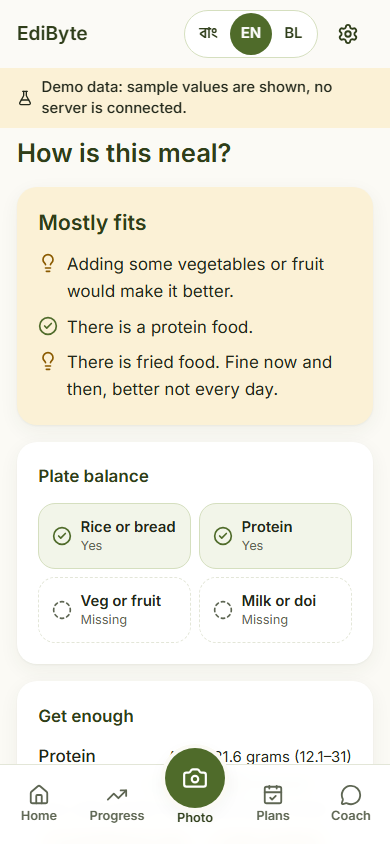 EdiByte
বাং EN BL
Demo data: sample values are shown, no
server is connected.
How is this meal?
Mostly fits
Adding some vegetables or fruit
would make it better.
There is a protein food.
There is fried food. Fine now and
then, better not every day.
Plate balance
Rice or bread
Yes
Protein
Yes
Veg or fruit
Missing
Milk or doi
Missing
Get enough
Protein
grams (12.1–31)
Home Progress Photo Plans Coach